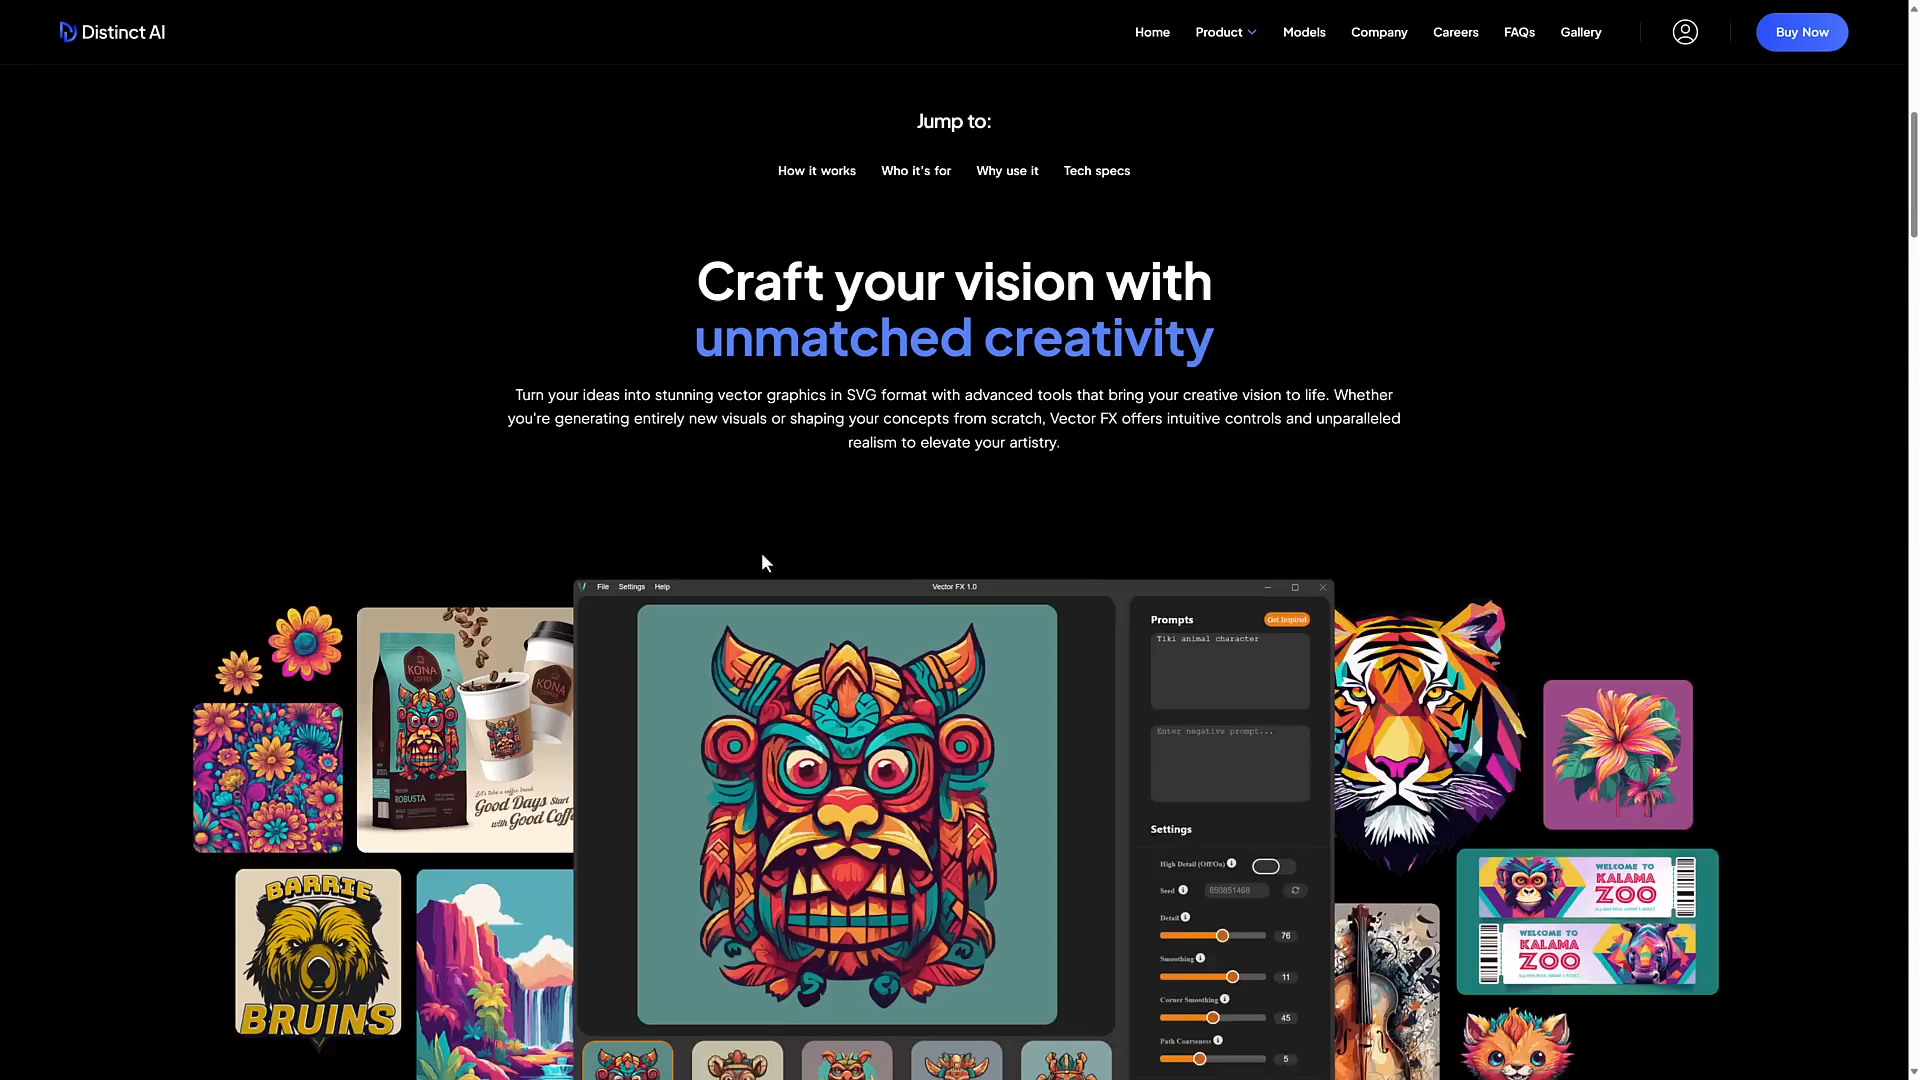 Distinct AI
Home
Product
Models
Company
Careers
FAQs
Gallery
Buy Now
Jump to:
How it works
Who it's for
Why use it
Tech specs
Craft your vision with
unmatched creativity
Turn your ideas into stunning vector graphics in SVG format with advanced tools that bring your creative vision to life. Whether
you're generating entirely new visuals or shaping your concepts from scratch, Vector FX offers intuitive controls and unparalleled
realism to elevate your artistry.
File
Settings
Help
Vector FX 1.0
Prompts
Get Inspired
Tiki animal character
Enter negative prompt...
Settings
High Detail (Off/On)
Seed
850851468
Detail
76
Smoothing
11
Corner Smoothing
45
Path Coarseness
5
KONA
COFFEE
KONA
ROBUSTA
Let's take a coffee break
Good Days Start
with Good Coff
BARRIE
BRUINS
WELCOME TO
KALAMA
ZOO
WELCOME TO
KALAMA
ZOO